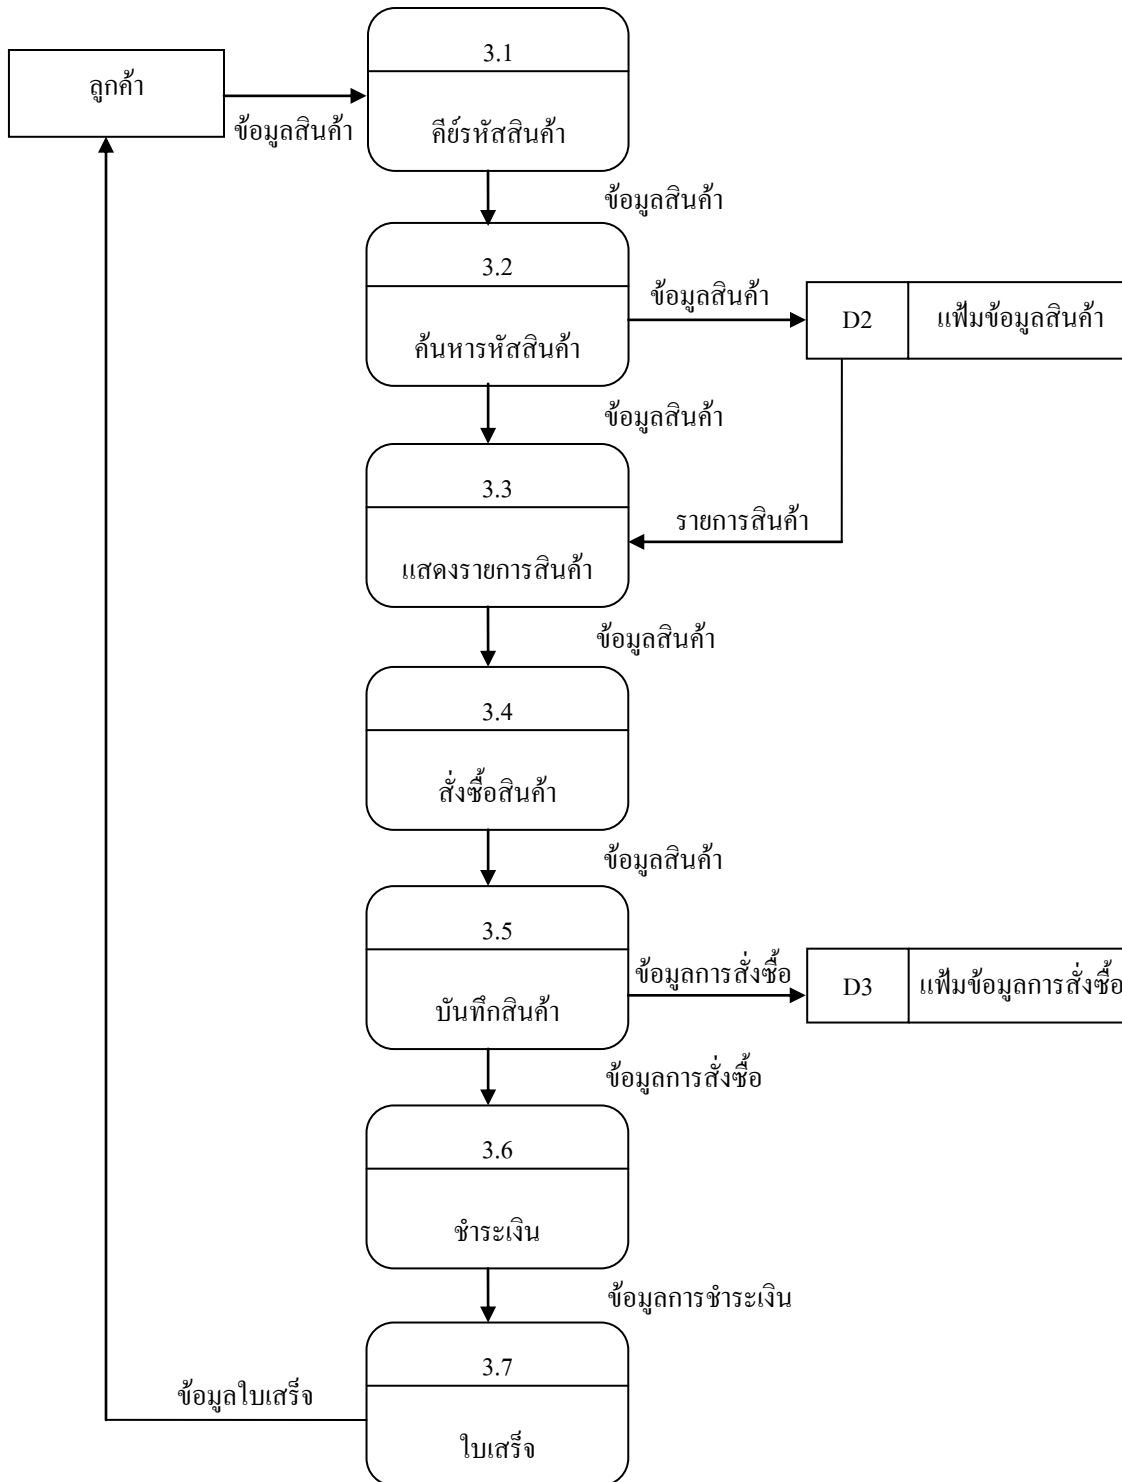 3.1
ลูกค้า
ข้อมูลสินค้า
คีย์รหัสสินค้า
ข้อมูลสินค้า
3.2
ข้อมูลสินค้า
D2
แฟ้มข้อมูลสินค้า
ค้นหารหัสสินค้า
ข้อมูลสินค้า
3.3
รายการสินค้า
แสดงรายการสินค้า
ข้อมูลสินค้า
3.4
สั่งซื้อสินค้า
ข้อมูลสินค้า
3.5
ข้อมูลการสั่งซื้อ
D3
แฟ้มข้อมูลการสั่งซื้อ
บันทึกสินค้า
ข้อมูลการสั่งซื้อ
3.6
ชำระเงิน
ข้อมูลการชำระเงิน
3.7
ข้อมูลใบเสร็จ
ใบเสร็จ